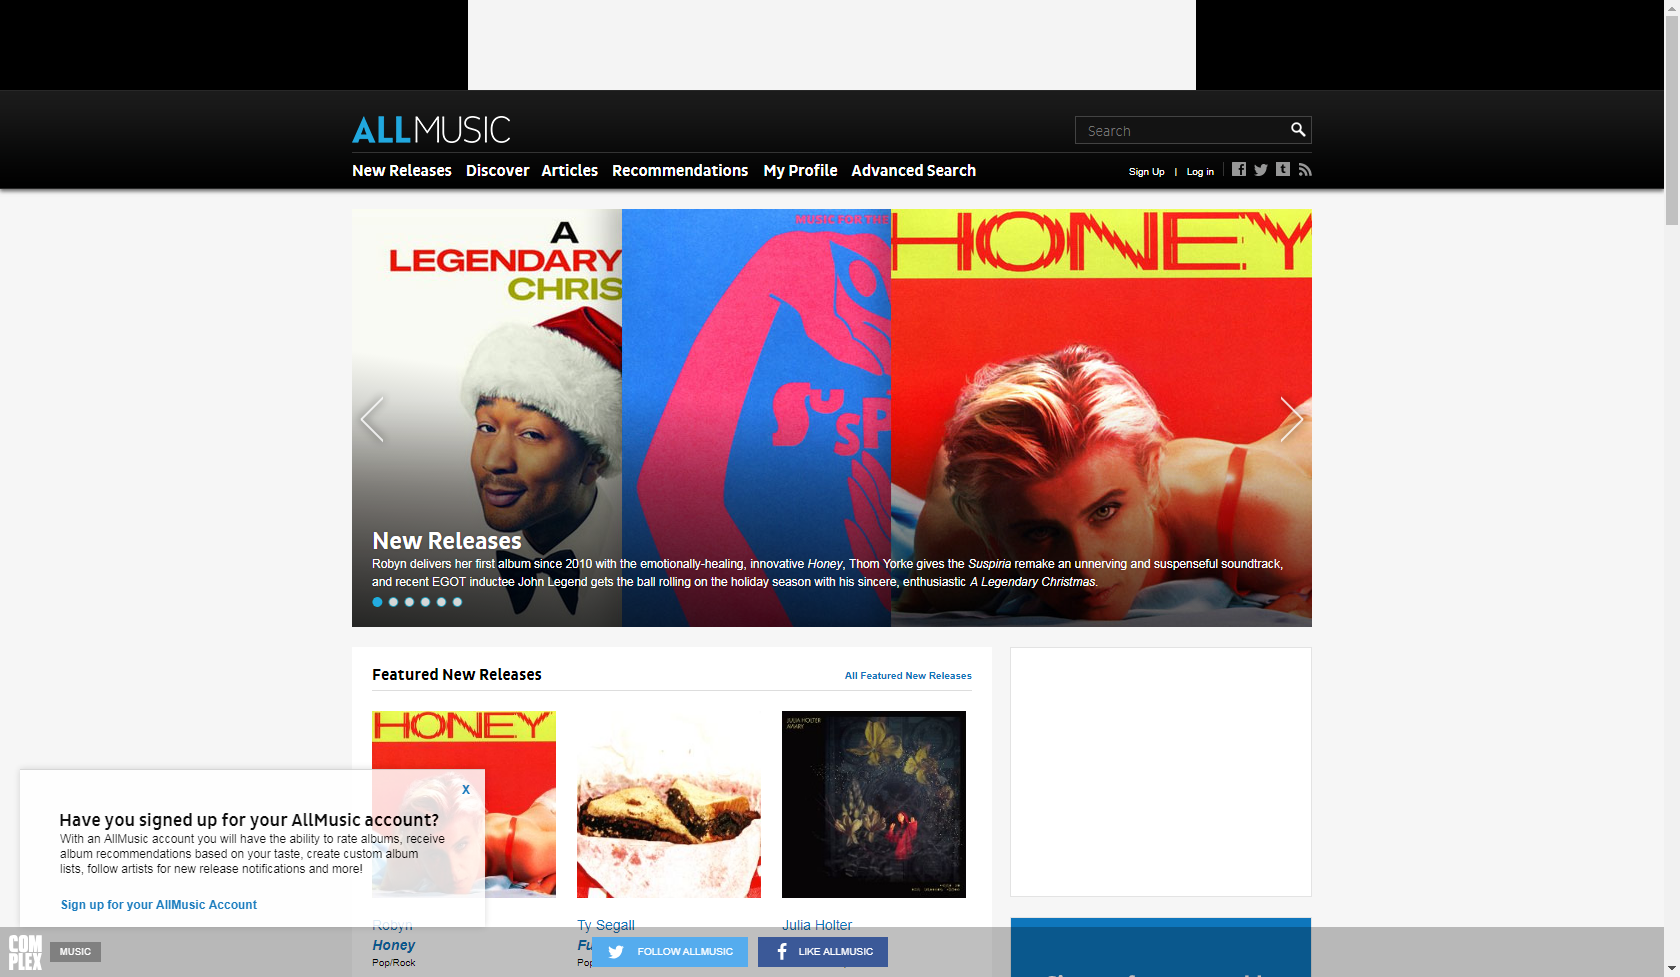 ALLMUSIC
Search
New Releases Discover Articles Recommendations My Profile Advanced Search
Sign Up | Log in
A
LEGENDARY
CHRIS
MUSIC FOR THE
SUSP
HONEY
New Releases
Robyn delivers her first album since 2010 with the emotionally-healing, innovative Honey, Thom Yorke gives the Suspiria remake an unnerving and suspenseful soundtrack,
and recent EGOT inductee John Legend gets the ball rolling on the holiday season with his sincere, enthusiastic A Legendary Christmas.
Featured New Releases
All Featured New Releases
HONEY
JULIA HOLTER
AVIARY
X
Have you signed up for your AllMusic account?
With an AllMusic account you will have the ability to rate albums, receive
album recommendations based on your taste, create custom album
lists, follow artists for new release notifications and more!
Sign up for your AllMusic Account
Robyn
Honey
Pop/Rock
Ty Segall
Fu
Pop
Julia Holter
COMPLEX
MUSIC
FOLLOW ALLMUSIC
LIKE ALLMUSIC